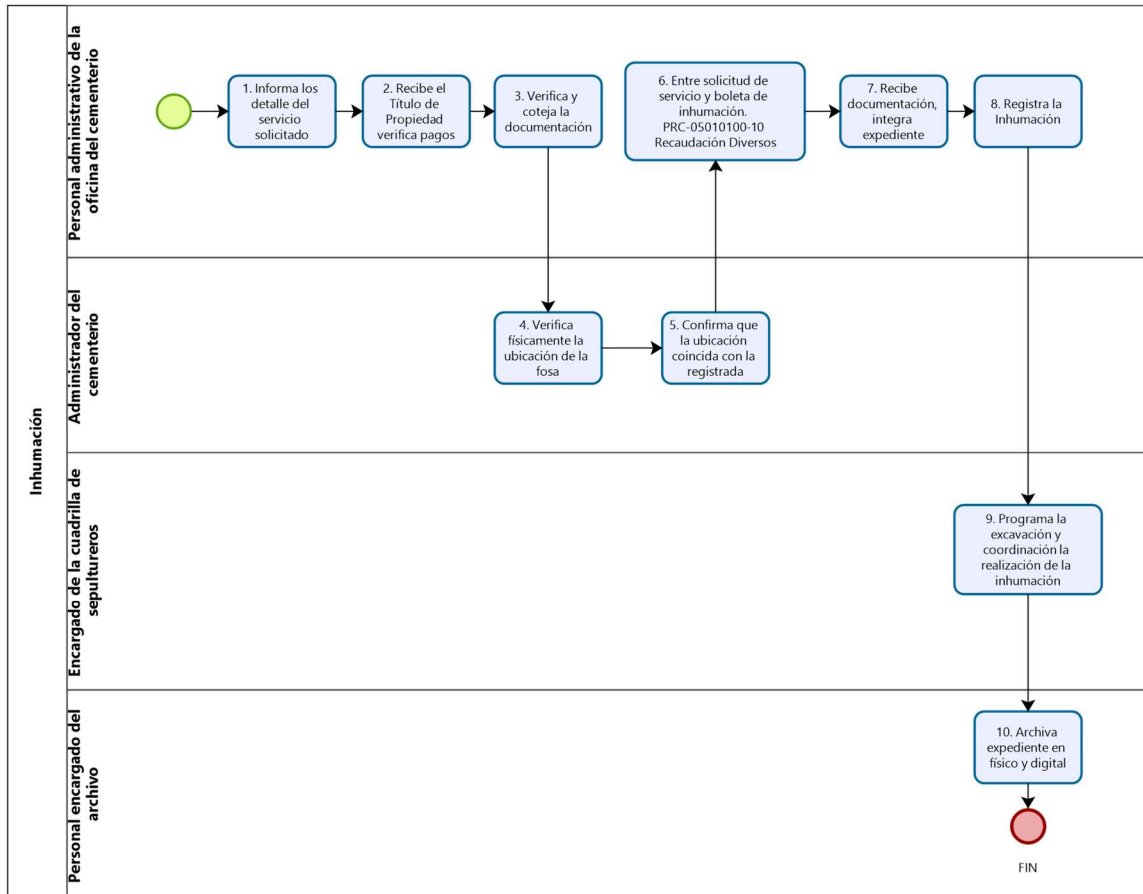 Inhumación
Personal administrativo de la
oficina del cementerio
1. Informa los
detalle del
servicio
solicitado
2. Recibe el
Título de
Propiedad
verifica pagos
3. Verifica y
coteja la
documentación
6. Entre solicitud de
servicio y boleta de
inhumación.
PRC-05010100-10
Recaudación Diversos
7. Recibe
documentación,
integra
expediente
8. Registra la
Inhumación
Administrador del
cementerio
4. Verifica
físicamente la
ubicación de la
fosa
5. Confirma que
la ubicación
coincida con la
registrada
Encargado de la cuadrilla de
sepultureros
9. Programa la
excavación y
coordinación la
realización de la
inhumación
Personal encargado del
archivo
10. Archiva
expediente en
físico y digital
FIN